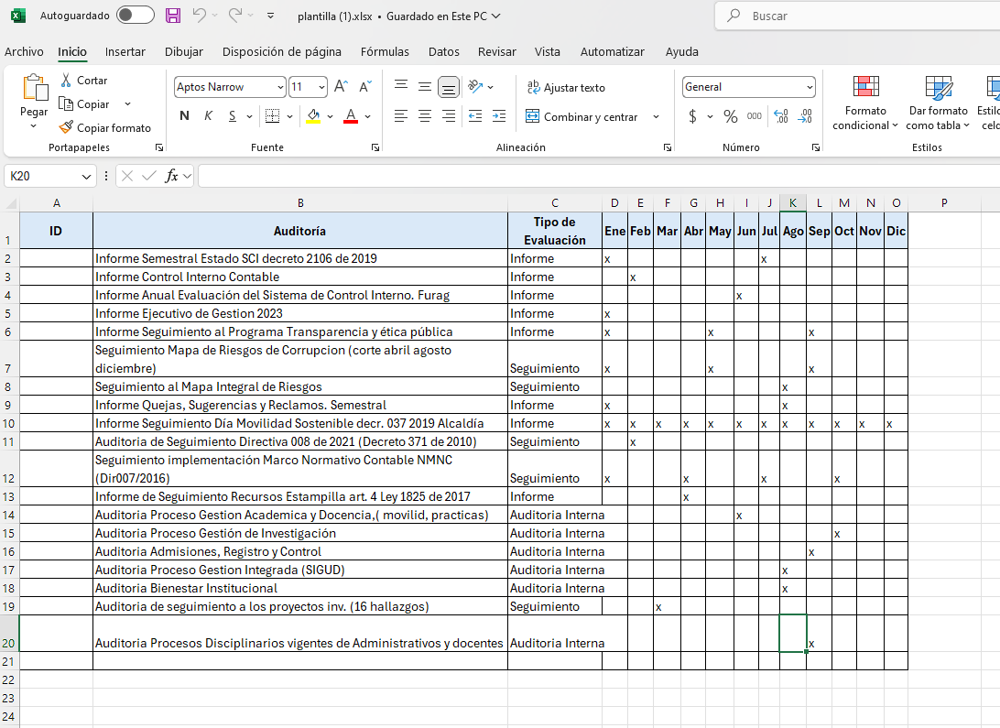 Autoguardado plantilla (1).xlsx • Guardado en Este PC Buscar
Archivo Inicio Insertar Dibujar Disposición de página Fórmulas Datos Revisar Vista Automatizar Ayuda
Pegar
Cortar
Copiar
Copiar formato
Portapapeles
Aptos Narrow 11
N K S
Fuente
Ajustar texto
Combinar y centrar
Alineación
General
$ % 000
Número
Formato condicional
Dar formato como tabla
Estilos
K20 fx
A B C D E F G H I J K L M N O P
1 ID Auditoría Tipo de Evaluación Ene Feb Mar Abr May Jun Jul Ago Sep Oct Nov Dic
2 Informe Semestral Estado SCI decreto 2106 de 2019 Informe x x
3 Informe Control Interno Contable Informe x
4 Informe Anual Evaluación del Sistema de Control Interno. Furag Informe x
5 Informe Ejecutivo de Gestion 2023 Informe x
6 Informe Seguimiento al Programa Transparencia y ética pública Informe x x x
Seguimiento Mapa de Riesgos de Corrupcion (corte abril agosto
7 diciembre) Seguimiento x x x
8 Seguimiento al Mapa Integral de Riesgos Seguimiento x
9 Informe Quejas, Sugerencias y Reclamos. Semestral Informe x x
10 Informe Seguimiento Día Movilidad Sostenible decr. 037 2019 Alcaldía Informe x x x x x x x x x x x x
11 Auditoria de Seguimiento Directiva 008 de 2021 (Decreto 371 de 2010) Seguimiento x
Seguimiento implementación Marco Normativo Contable NMNC
12 (Dir007/2016) Seguimiento x x x x
13 Informe de Seguimiento Recursos Estampilla art. 4 Ley 1825 de 2017 Informe x
14 Auditoria Proceso Gestion Academica y Docencia,( movilid, practicas) Auditoria Interna x
15 Auditoria Proceso Gestión de Investigación Auditoria Interna x
16 Auditoria Admisiones, Registro y Control Auditoria Interna x
17 Auditoria Proceso Gestion Integrada (SIGUD) Auditoria Interna x
18 Auditoria Bienestar Institucional Auditoria Interna x
19 Auditoria de seguimiento a los proyectos inv. (16 hallazgos) Seguimiento x
20 Auditoria Procesos Disciplinarios vigentes de Administrativos y docentes Auditoria Interna x
21
22
23
24